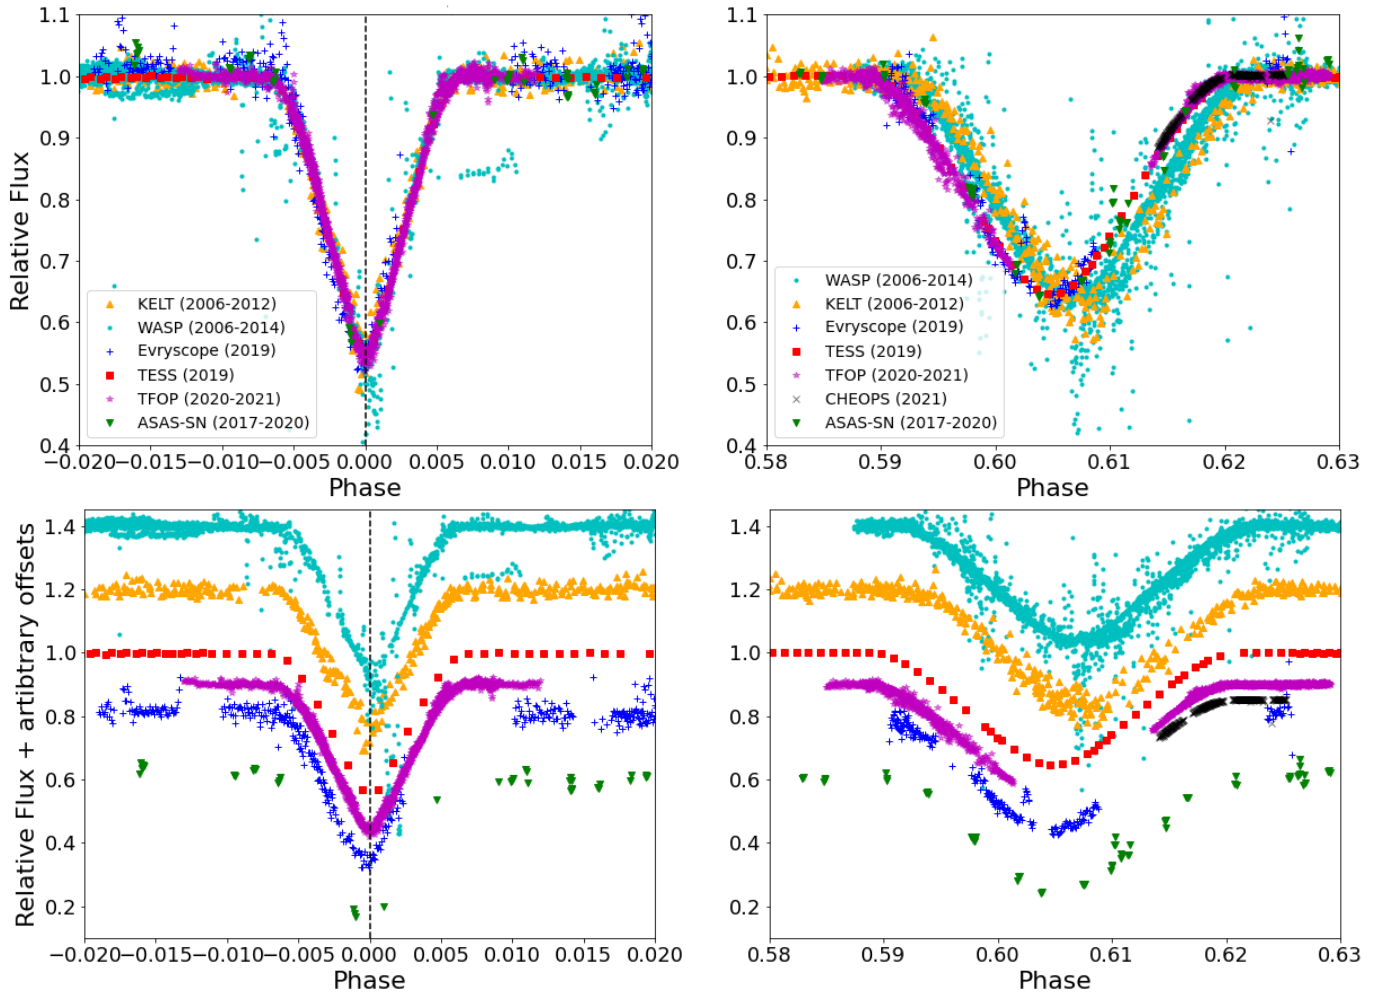 1.1
1.0
0.9
0.8
0.7
0.6
0.5
0.4
Relative Flux
KELT (2006-2012)
WASP (2006-2014)
Evryscope (2019)
TESS (2019)
TFOP (2020-2021)
ASAS-SN (2017-2020)
−0.020 −0.015 −0.010 −0.005 0.000 0.005 0.010 0.015 0.020
Phase
1.1
1.0
0.9
0.8
0.7
0.6
0.5
0.4
WASP (2006-2014)
KELT (2006-2012)
Evryscope (2019)
TESS (2019)
TFOP (2020-2021)
CHEOPS (2021)
ASAS-SN (2017-2020)
0.58 0.59 0.60 0.61 0.62 0.63
Phase
1.4
1.2
1.0
0.8
0.6
0.4
0.2
Relative Flux + artibtrary offsets
−0.020 −0.015 −0.010 −0.005 0.000 0.005 0.010 0.015 0.020
Phase
1.4
1.2
1.0
0.8
0.6
0.4
0.2
0.58 0.59 0.60 0.61 0.62 0.63
Phase